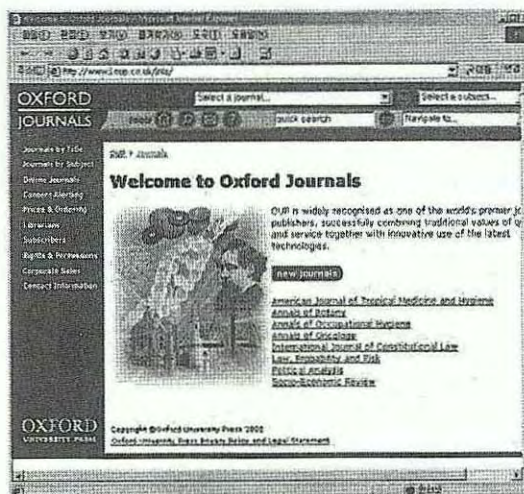 Welcome to Oxford Journals - Microsoft Internet Explorer
OXFORD
JOURNALS
Select a journal...
Select a subject...
quick search
Navigate to...
Journals by Title
Journals by Subject
Online Journals
Content Alerting
Prices & Ordering
Librarians
Subscribers
Rights & Permissions
Corporate Sales
Contact Information
OUP > Journals
Welcome to Oxford Journals
OUP is widely recognised as one of the world's premier
publishers, successfully combining traditional values of
and service together with innovative use of the latest
technologies.
new journals
American Journal of Tropical Medicine and Hygiene
Annals of Botany
Annals of Occupational Hygiene
Annals of Oncology
International Journal of Constitutional Law
Law, Probability and Risk
Political Analysis
Socio-Economic Review
OXFORD
UNIVERSITY PRESS
Copyright © Oxford University Press 2002
Oxford University Press Privacy Policy and Legal Statement